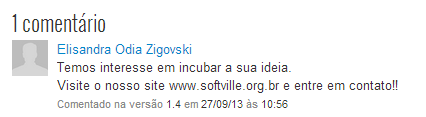 1 comentário
Elisandra Odia Zigovski
Temos interesse em incubar a sua ideia.
Visite o nosso site www.softville.org.br e entre em contato!!
Comentado na versão 1.4 em 27/09/13 às 10:56